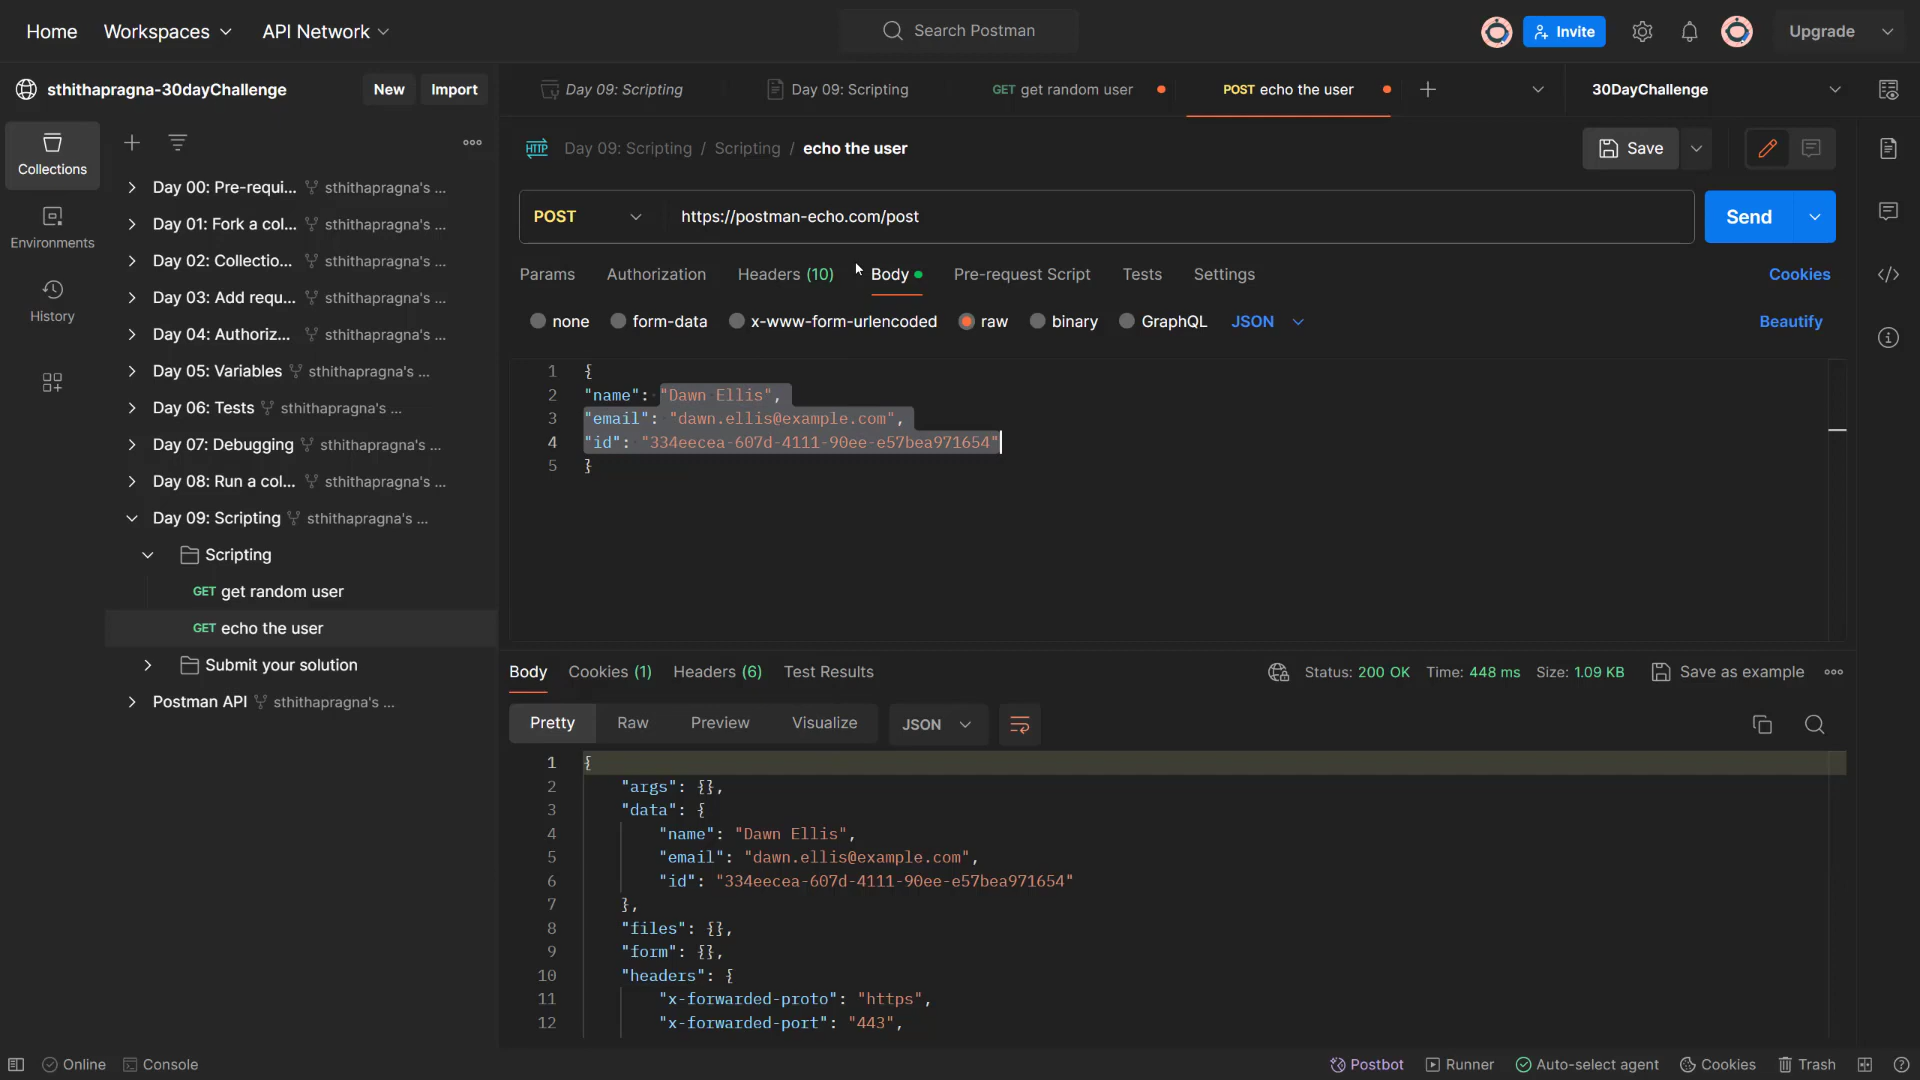 Home Workspaces API Network Search Postman Invite Upgrade
sthithapragna-30dayChallenge New Import
Day 09: Scripting Day 09: Scripting GET get random user POST echo the user 30DayChallenge
Collections
Environments
History
Day 00: Pre-requi... sthithapragna's ...
Day 01: Fork a col... sthithapragna's ...
Day 02: Collectio... sthithapragna's ...
Day 03: Add requ... sthithapragna's ...
Day 04: Authoriz... sthithapragna's ...
Day 05: Variables sthithapragna's ...
Day 06: Tests sthithapragna's ...
Day 07: Debugging sthithapragna's ...
Day 08: Run a col... sthithapragna's ...
Day 09: Scripting sthithapragna's ...
Scripting
GET get random user
GET echo the user
Submit your solution
Postman API sthithapragna's ...
HTTP Day 09: Scripting / Scripting / echo the user Save
POST https://postman-echo.com/post Send
Params Authorization Headers (10) Body Pre-request Script Tests Settings Cookies
none form-data x-www-form-urlencoded raw binary GraphQL JSON Beautify
1 {
2 "name": "Dawn Ellis",
3 "email": "dawn.ellis@example.com",
4 "id": "334eecea-607d-4111-90ee-e57bea971654"
5 }
Body Cookies (1) Headers (6) Test Results Status: 200 OK Time: 448 ms Size: 1.09 KB Save as example
Pretty Raw Preview Visualize JSON
1 {
2 "args": {},
3 "data": {
4 "name": "Dawn Ellis",
5 "email": "dawn.ellis@example.com",
6 "id": "334eecea-607d-4111-90ee-e57bea971654"
7 },
8 "files": {},
9 "form": {},
10 "headers": {
11 "x-forwarded-proto": "https",
12 "x-forwarded-port": "443",
Online Console Postbot Runner Auto-select agent Cookies Trash